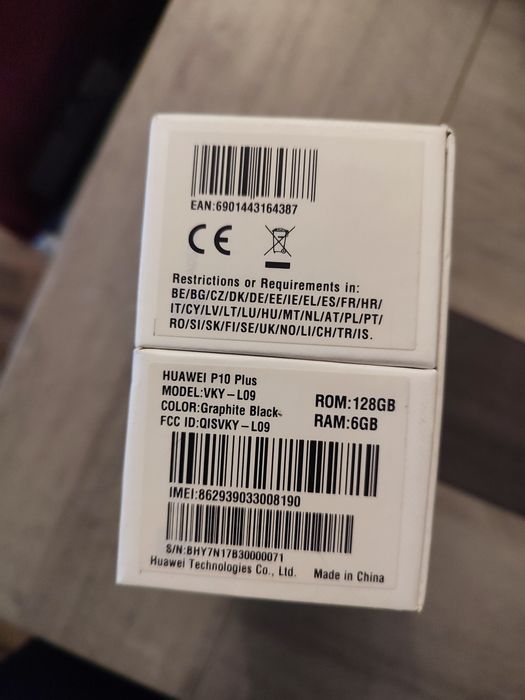 EAN:6901443164387
CE
Restrictions or Requirements in:
BE/BG/CZ/DK/DE/EE/IE/EL/ES/FR/HR/
IT/CY/LV/LT/LU/HU/MT/NL/AT/PL/PT/
RO/SI/SK/FI/SE/UK/NO/LI/CH/TR/IS.
HUAWEI P10 Plus
MODEL:VKY-L09
COLOR:Graphite Black
FCC ID:QISVKY-L09
ROM:128GB
RAM:6GB
IMEI:862939033008190
S/N:BHY7N17B30000071
Huawei Technologies Co., Ltd. Made in China